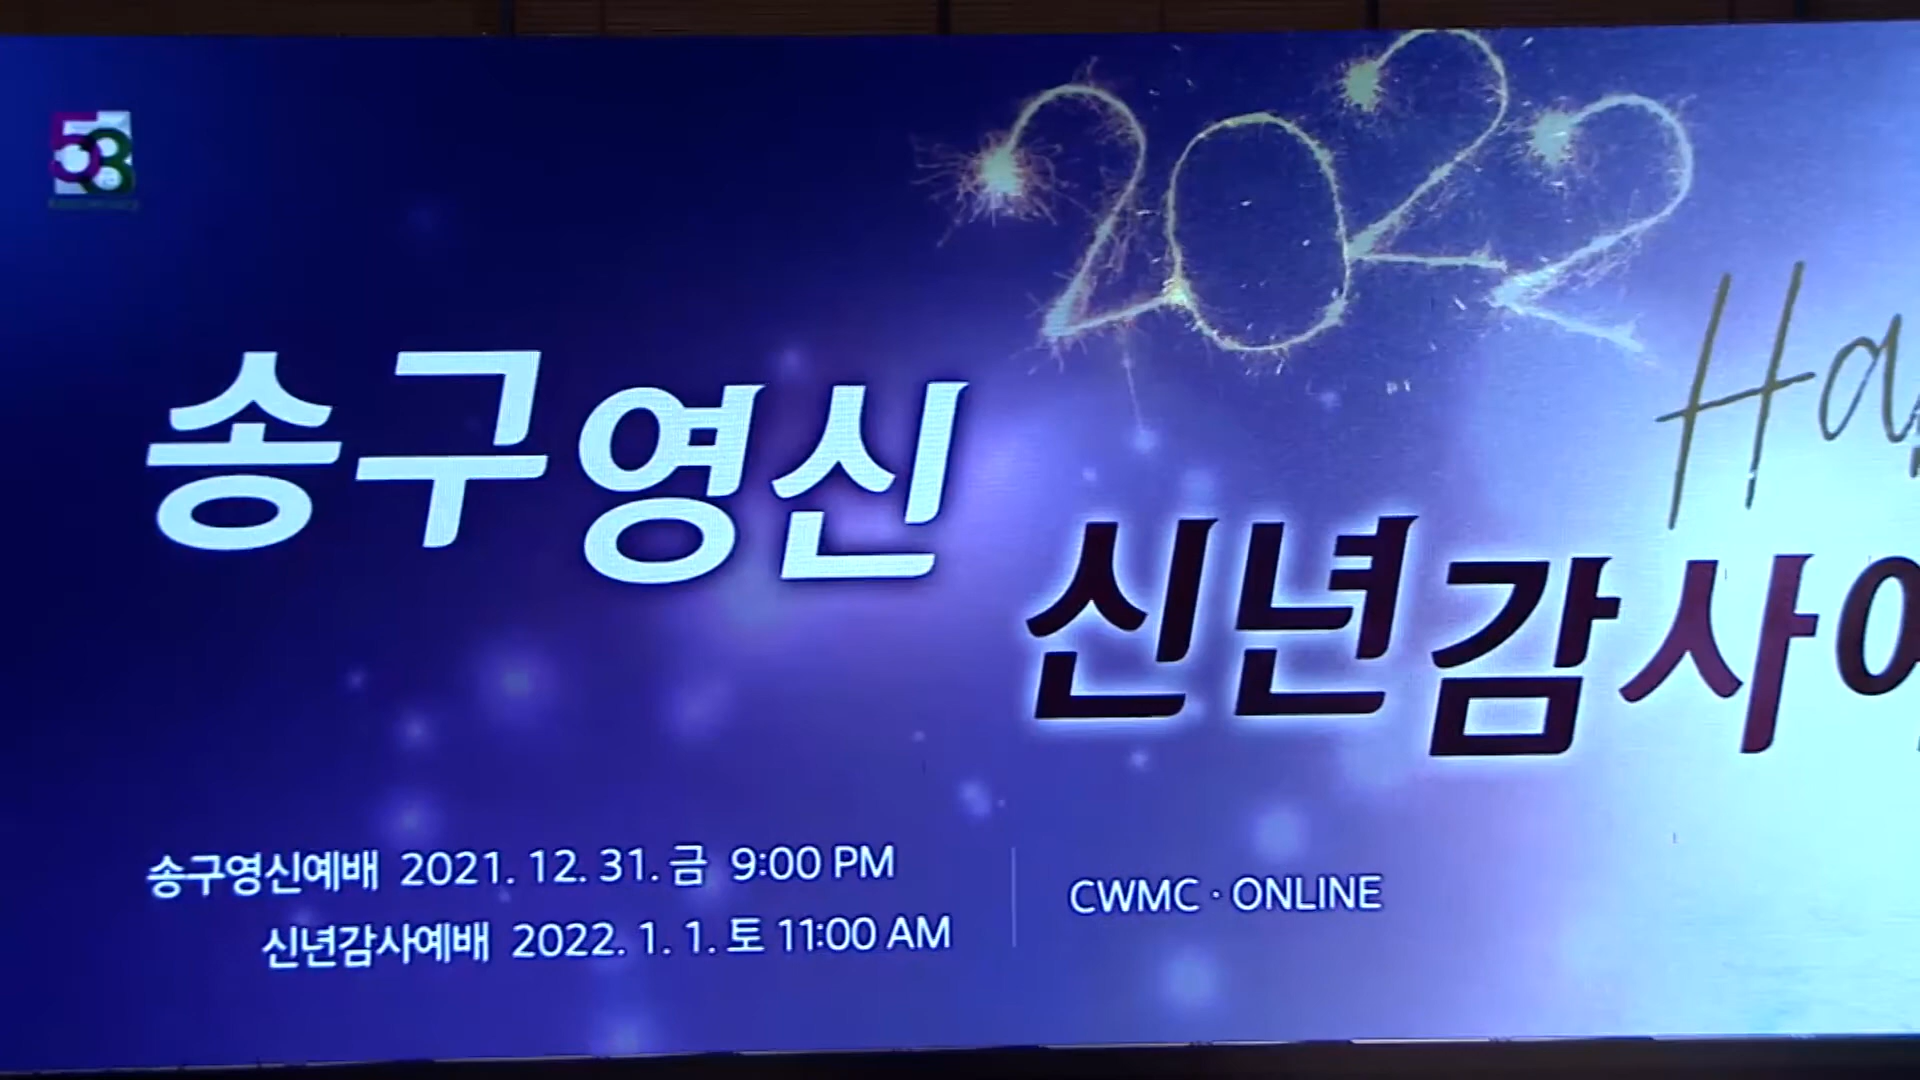 53
2022
Ha
송구영신
신년감사예
송구영신예배 2021. 12. 31. 금 9:00 PM
신년감사예배 2022. 1. 1. 토 11:00 AM
CWMC · ONLINE